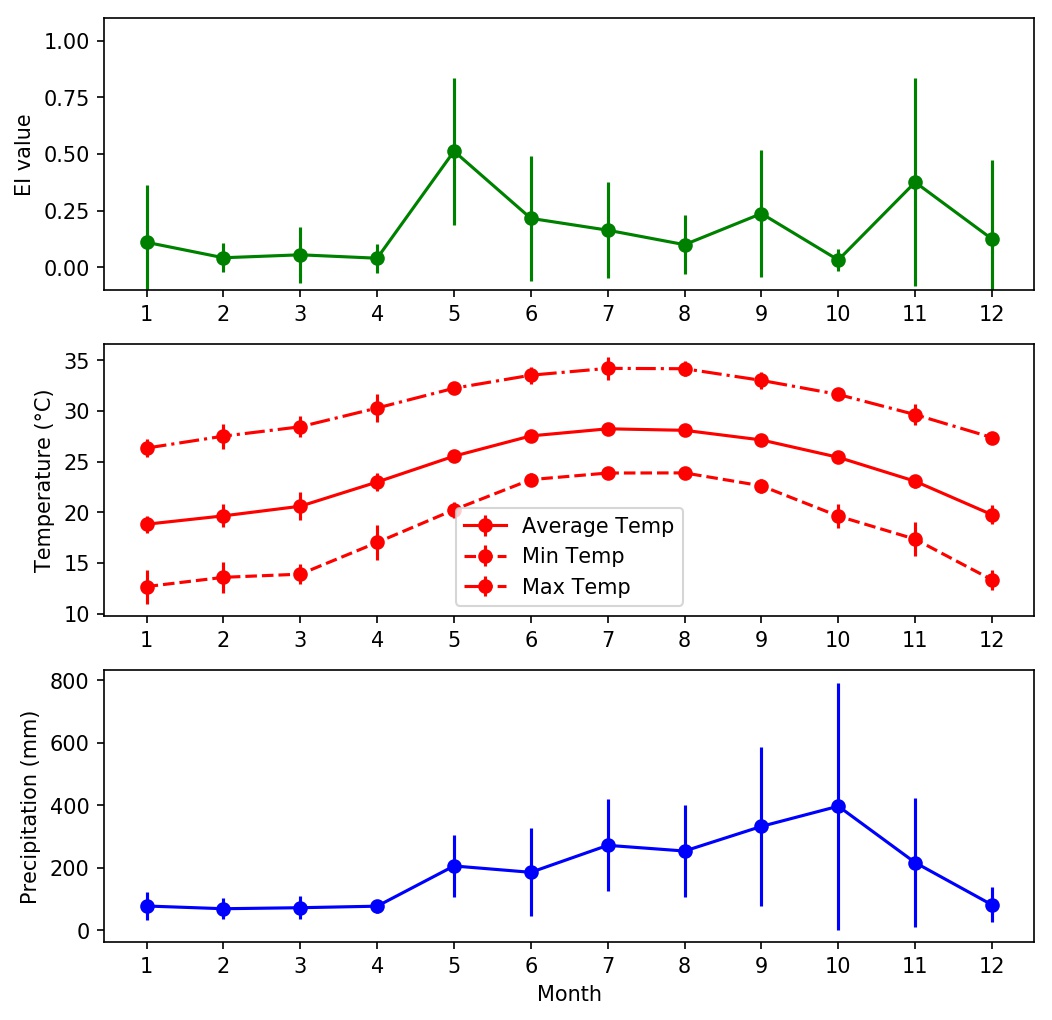 EI value
1.00
0.75
0.50
0.25
0.00
1 2 3 4 5 6 7 8 9 10 11 12
Temperature (°C)
35
30
25
20
15
10
Average Temp
Min Temp
Max Temp
1 2 3 4 5 6 7 8 9 10 11 12
Precipitation (mm)
800
600
400
200
0
1 2 3 4 5 6 7 8 9 10 11 12
Month